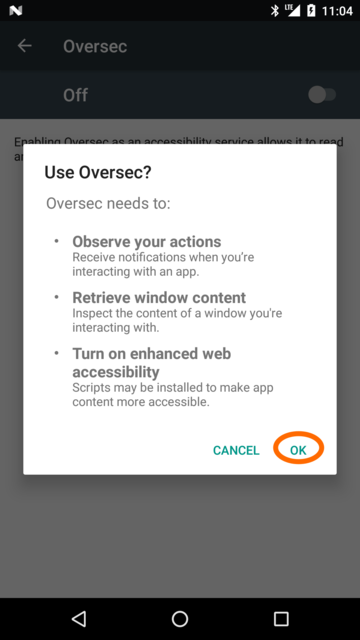 LTE 11:04
Oversec
Off
Enabling Oversec as an accessibility service allows it to read
Use Oversec?
Oversec needs to:
• Observe your actions
Receive notifications when you're
interacting with an app.
• Retrieve window content
Inspect the content of a window you're
interacting with.
• Turn on enhanced web
accessibility
Scripts may be installed to make app
content more accessible.
CANCEL OK